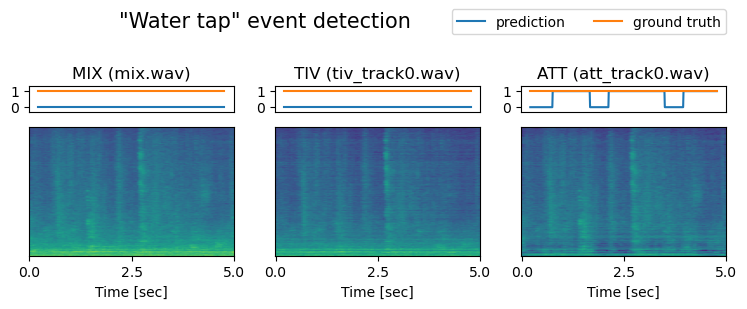 "Water tap" event detection
prediction ground truth
MIX (mix.wav) TIV (tiv_track0.wav) ATT (att_track0.wav)
1 1 1
0 0 0
0.0 2.5 5.0 0.0 2.5 5.0 0.0 2.5 5.0
Time [sec] Time [sec] Time [sec]